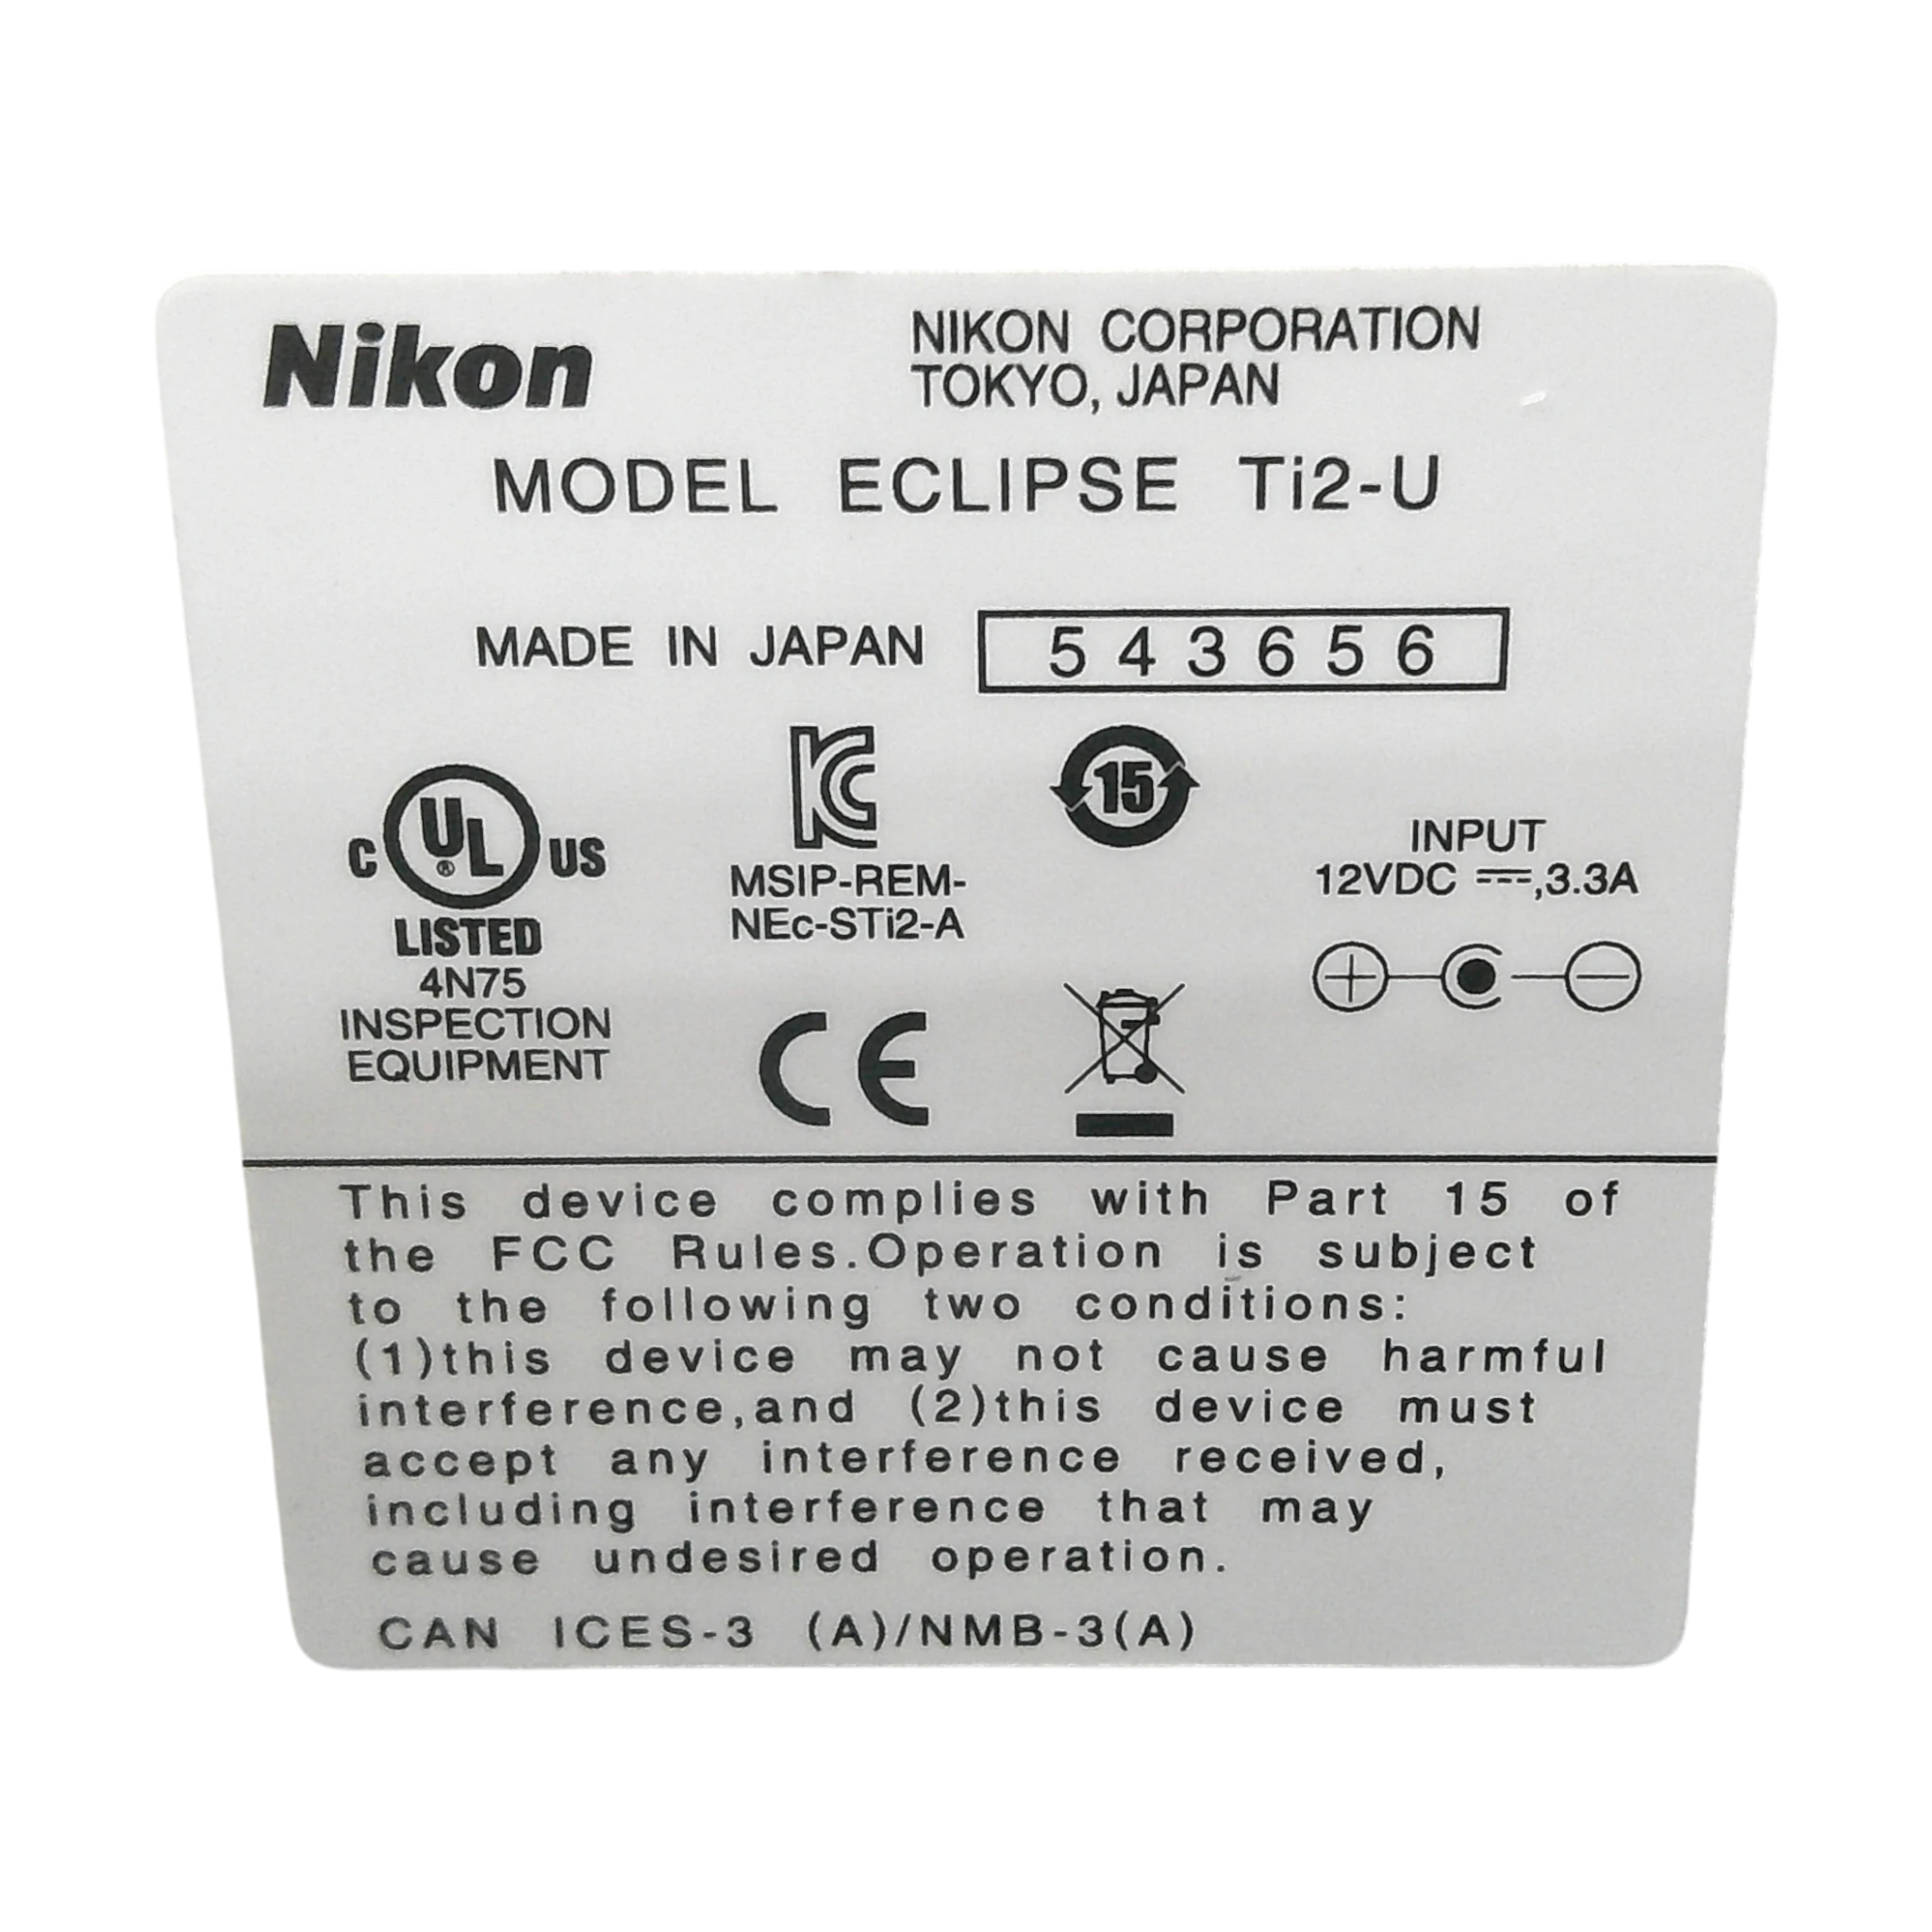 Nikon
NIKON CORPORATION
TOKYO, JAPAN
MODEL ECLIPSE Ti2-U
MADE IN JAPAN 543656
C UL® US
LISTED
4N75
INSPECTION
EQUIPMENT
KC
MSIP-REM-
NEc-STi2-A
15
INPUT
12VDC ⎓,3.3A
CE
This device complies with Part 15 of
the FCC Rules.Operation is subject
to the following two conditions:
(1)this device may not cause harmful
interference,and (2)this device must
accept any interference received,
including interference that may
cause undesired operation.
CAN ICES-3 (A)/NMB-3(A)